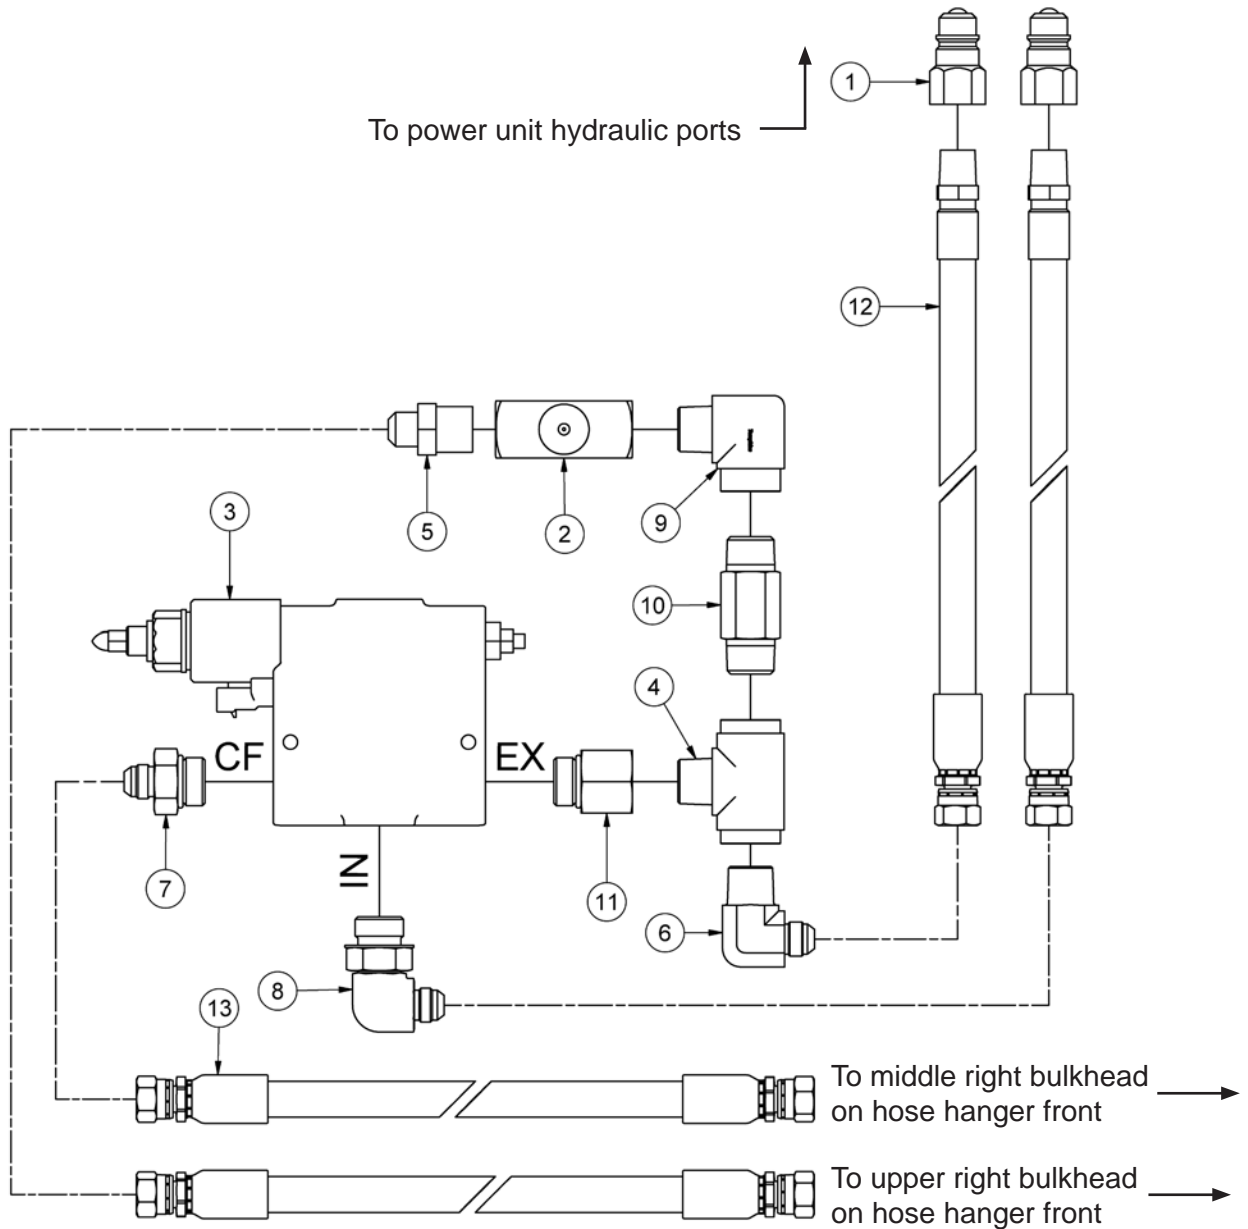 1
To power unit hydraulic ports
12
3
5
2
9
10
4
CF
EX
7
IN
11
6
8
13
To middle right bulkhead
on hose hanger front
To upper right bulkhead
on hose hanger front